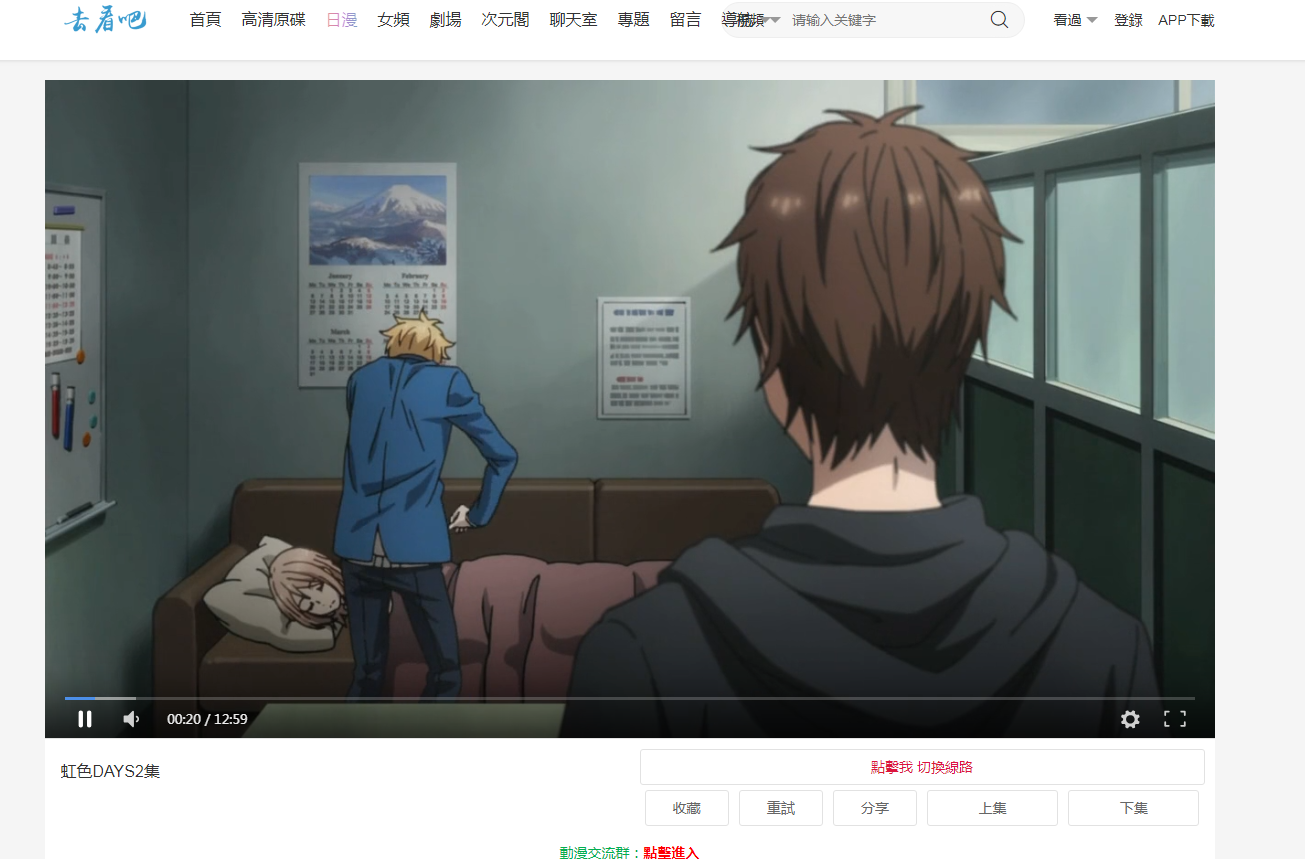 去看吧
首頁 高清原碟 日漫 女頻 劇場 次元閣 聊天室 專題 留言 導航 请输入关键字 看過 登錄 APP下載
January February
March
00:20 / 12:59
虹色DAYS2集
點擊我 切換線路
收藏 重試 分享 上集 下集
動漫交流群：點擊進入